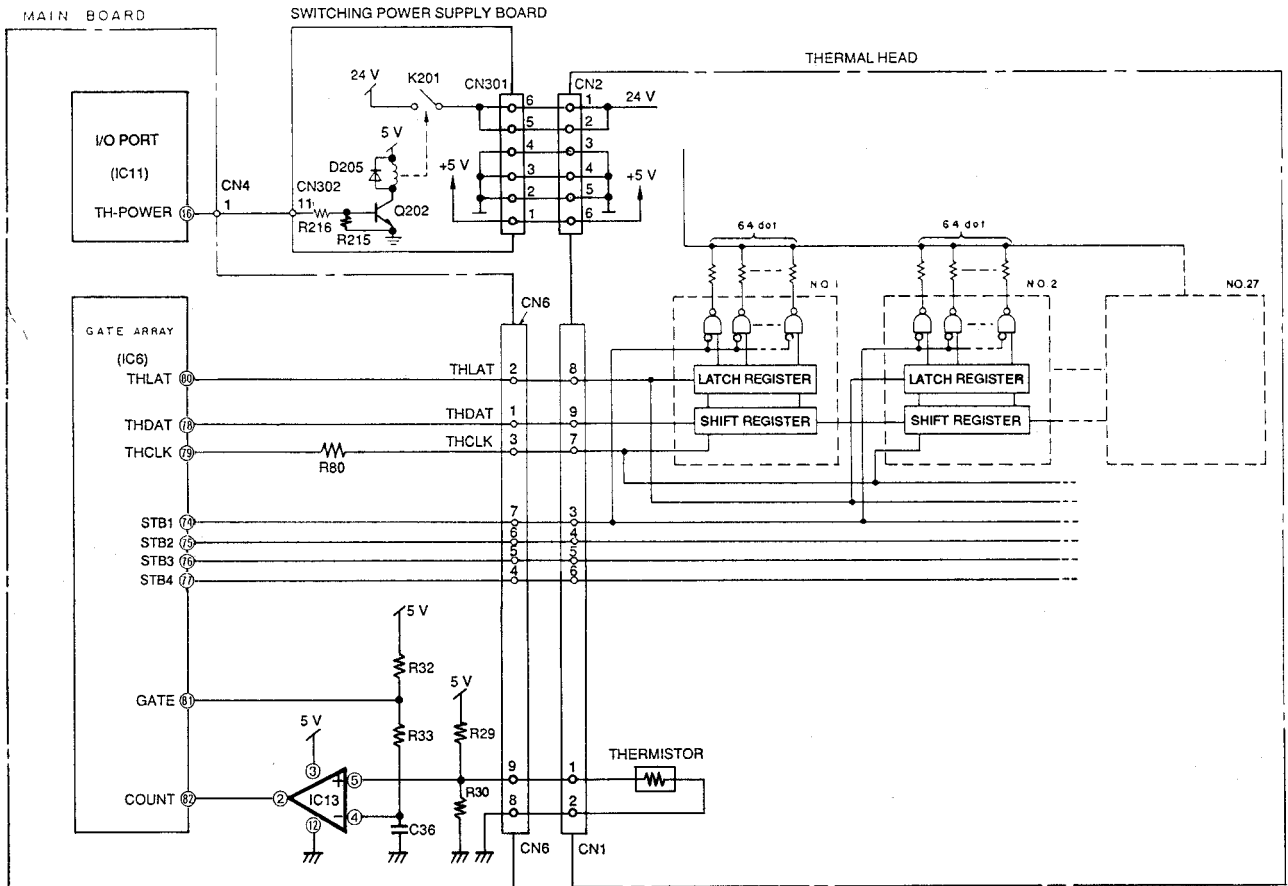 MAIN BOARD
SWITCHING POWER SUPPLY BOARD
THERMAL HEAD
24 V
K201
CN301
CN2
6
1
24 V
5
2
5 V
4
3
I/O PORT
(IC11)
D205
+5 V
3
4
+5 V
CN4
CN302
2
5
TH-POWER
16
1
11
Q202
1
6
R216
R215
64 dot
64 dot
NO.1
NO.2
NO.27
CN6
GATE ARRAY
(IC6)
THLAT
80
THLAT
2
8
LATCH REGISTER
LATCH REGISTER
THDAT
78
THDAT
1
9
SHIFT REGISTER
SHIFT REGISTER
THCLK
79
R80
THCLK
3
7
STB1
74
7
3
STB2
75
6
4
STB3
76
5
5
STB4
77
4
6
5 V
R32
GATE
81
5 V
5 V
R33
R29
THERMISTOR
3
+
5
9
1
COUNT
82
2
IC13
R30
−
4
8
2
12
C36
CN6
CN1